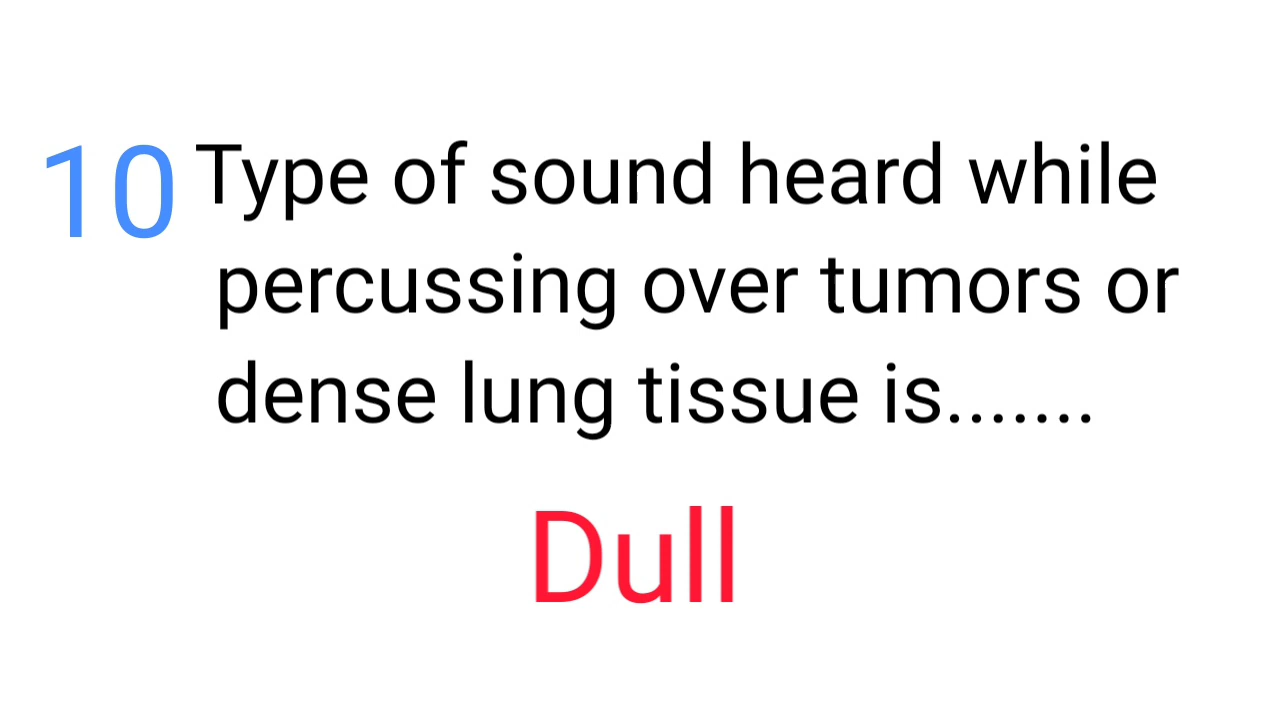 10 Type of sound heard while
percussing over tumors or
dense lung tissue is.......
Dull